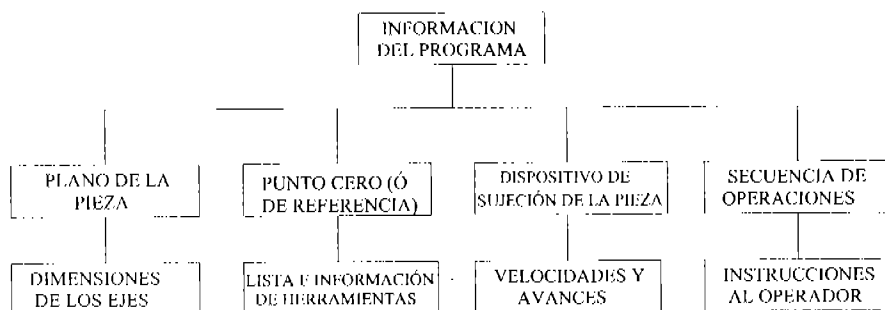 INFORMACION
DEL PROGRAMA
PLANO DE LA
PIEZA
PUNTO CERO (Ó
DE REFERENCIA)
DISPOSITIVO DE
SUJECIÓN DE LA PIEZA
SECUENCIA DE
OPERACIONES
DIMENSIONES
DE LOS EJES
LISTA E INFORMACIÓN
DE HERRAMIENTAS
VELOCIDADES Y
AVANCES
INSTRUCCIONES
AL OPERADOR